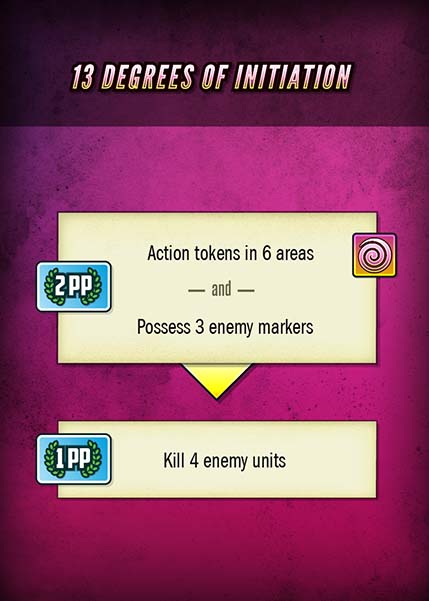 13 DEGREES OF INITIATION
Action tokens in 6 areas
2PP
— and —
Possess 3 enemy markers
1PP
Kill 4 enemy units